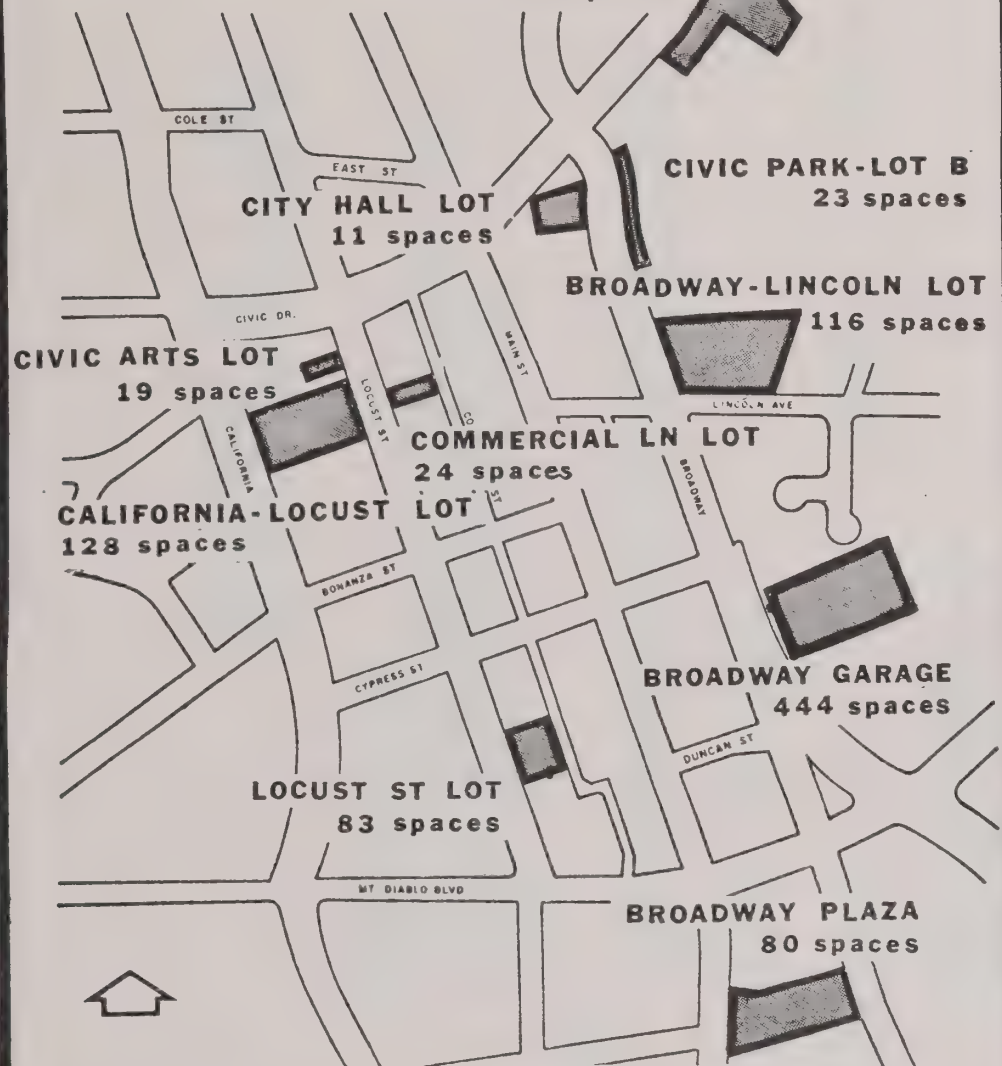 COLE ST
EAST ST
CIVIC PARK-LOT B
23 spaces
CITY HALL LOT
11 spaces
BROADWAY-LINCOLN LOT
116 spaces
CIVIC DR.
MAIN ST
CIVIC ARTS LOT
19 spaces
LOCUST ST
LINCOLN AVE
CALIFORNIA
CO
COMMERCIAL LN LOT
24 spaces
ST
BROADWAY
CALIFORNIA-LOCUST LOT
128 spaces
BONANZA ST
CYPRESS ST
BROADWAY GARAGE
444 spaces
DUNCAN ST
LOCUST ST LOT
83 spaces
MT DIABLO BLVD
BROADWAY PLAZA
80 spaces